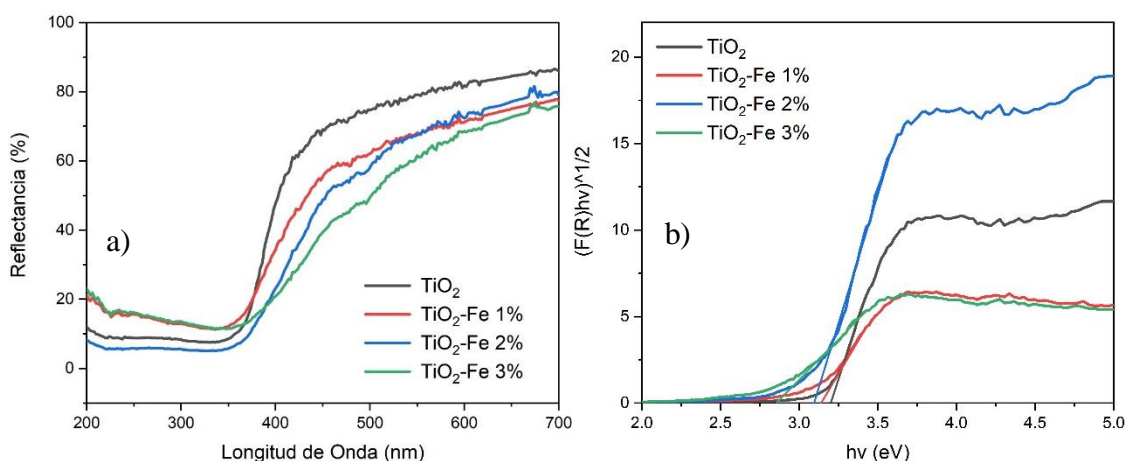 100
80
60
40
20
0
Reflectancia (%)
a)
TiO₂
TiO₂-Fe 1%
TiO₂-Fe 2%
TiO₂-Fe 3%
200 300 400 500 600 700
Longitud de Onda (nm)
20
15
10
5
0
(F(R)hv)^1/2
TiO₂
TiO₂-Fe 1%
TiO₂-Fe 2%
TiO₂-Fe 3%
b)
2.0 2.5 3.0 3.5 4.0 4.5 5.0
hv (eV)